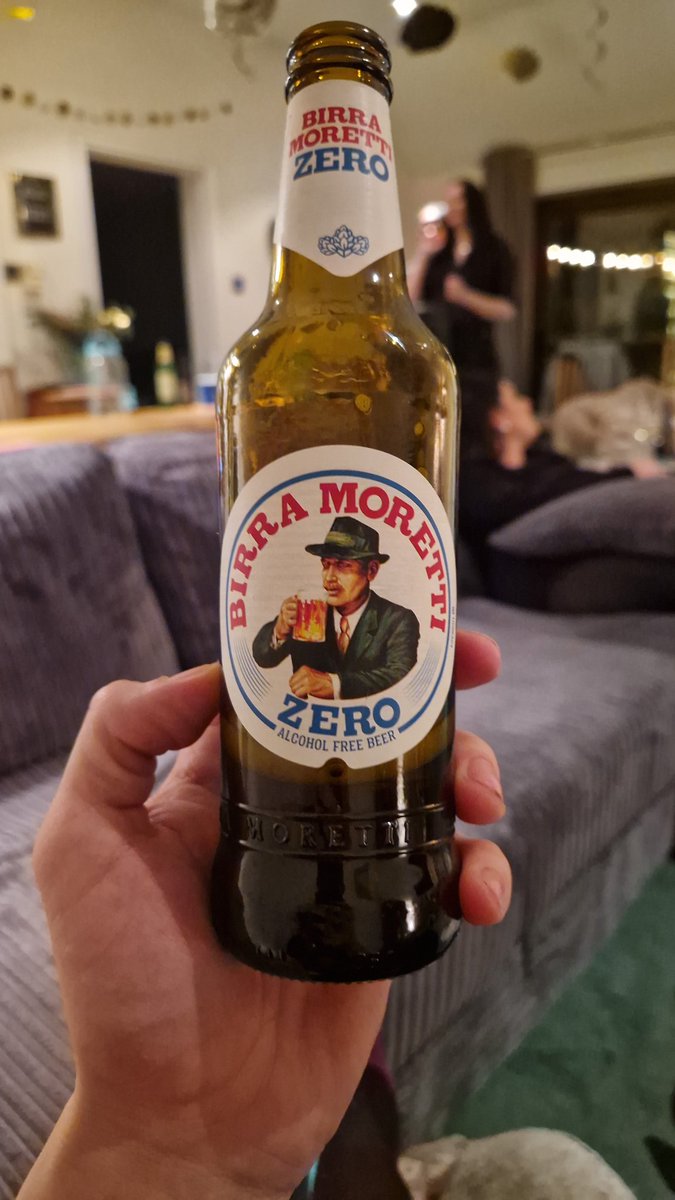 BIRRA
MORETTI
ZERO
BIRRA MORETTI
ZERO
ALCOHOL FREE BEER
MORETTI